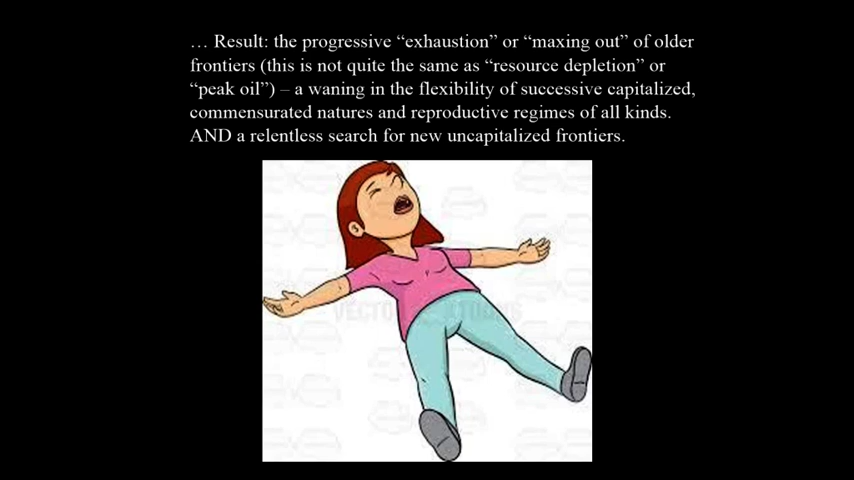 … Result: the progressive “exhaustion” or “maxing out” of older
frontiers (this is not quite the same as “resource depletion” or
“peak oil”) – a waning in the flexibility of successive capitalized,
commensurated natures and reproductive regimes of all kinds.
AND a relentless search for new uncapitalized frontiers.